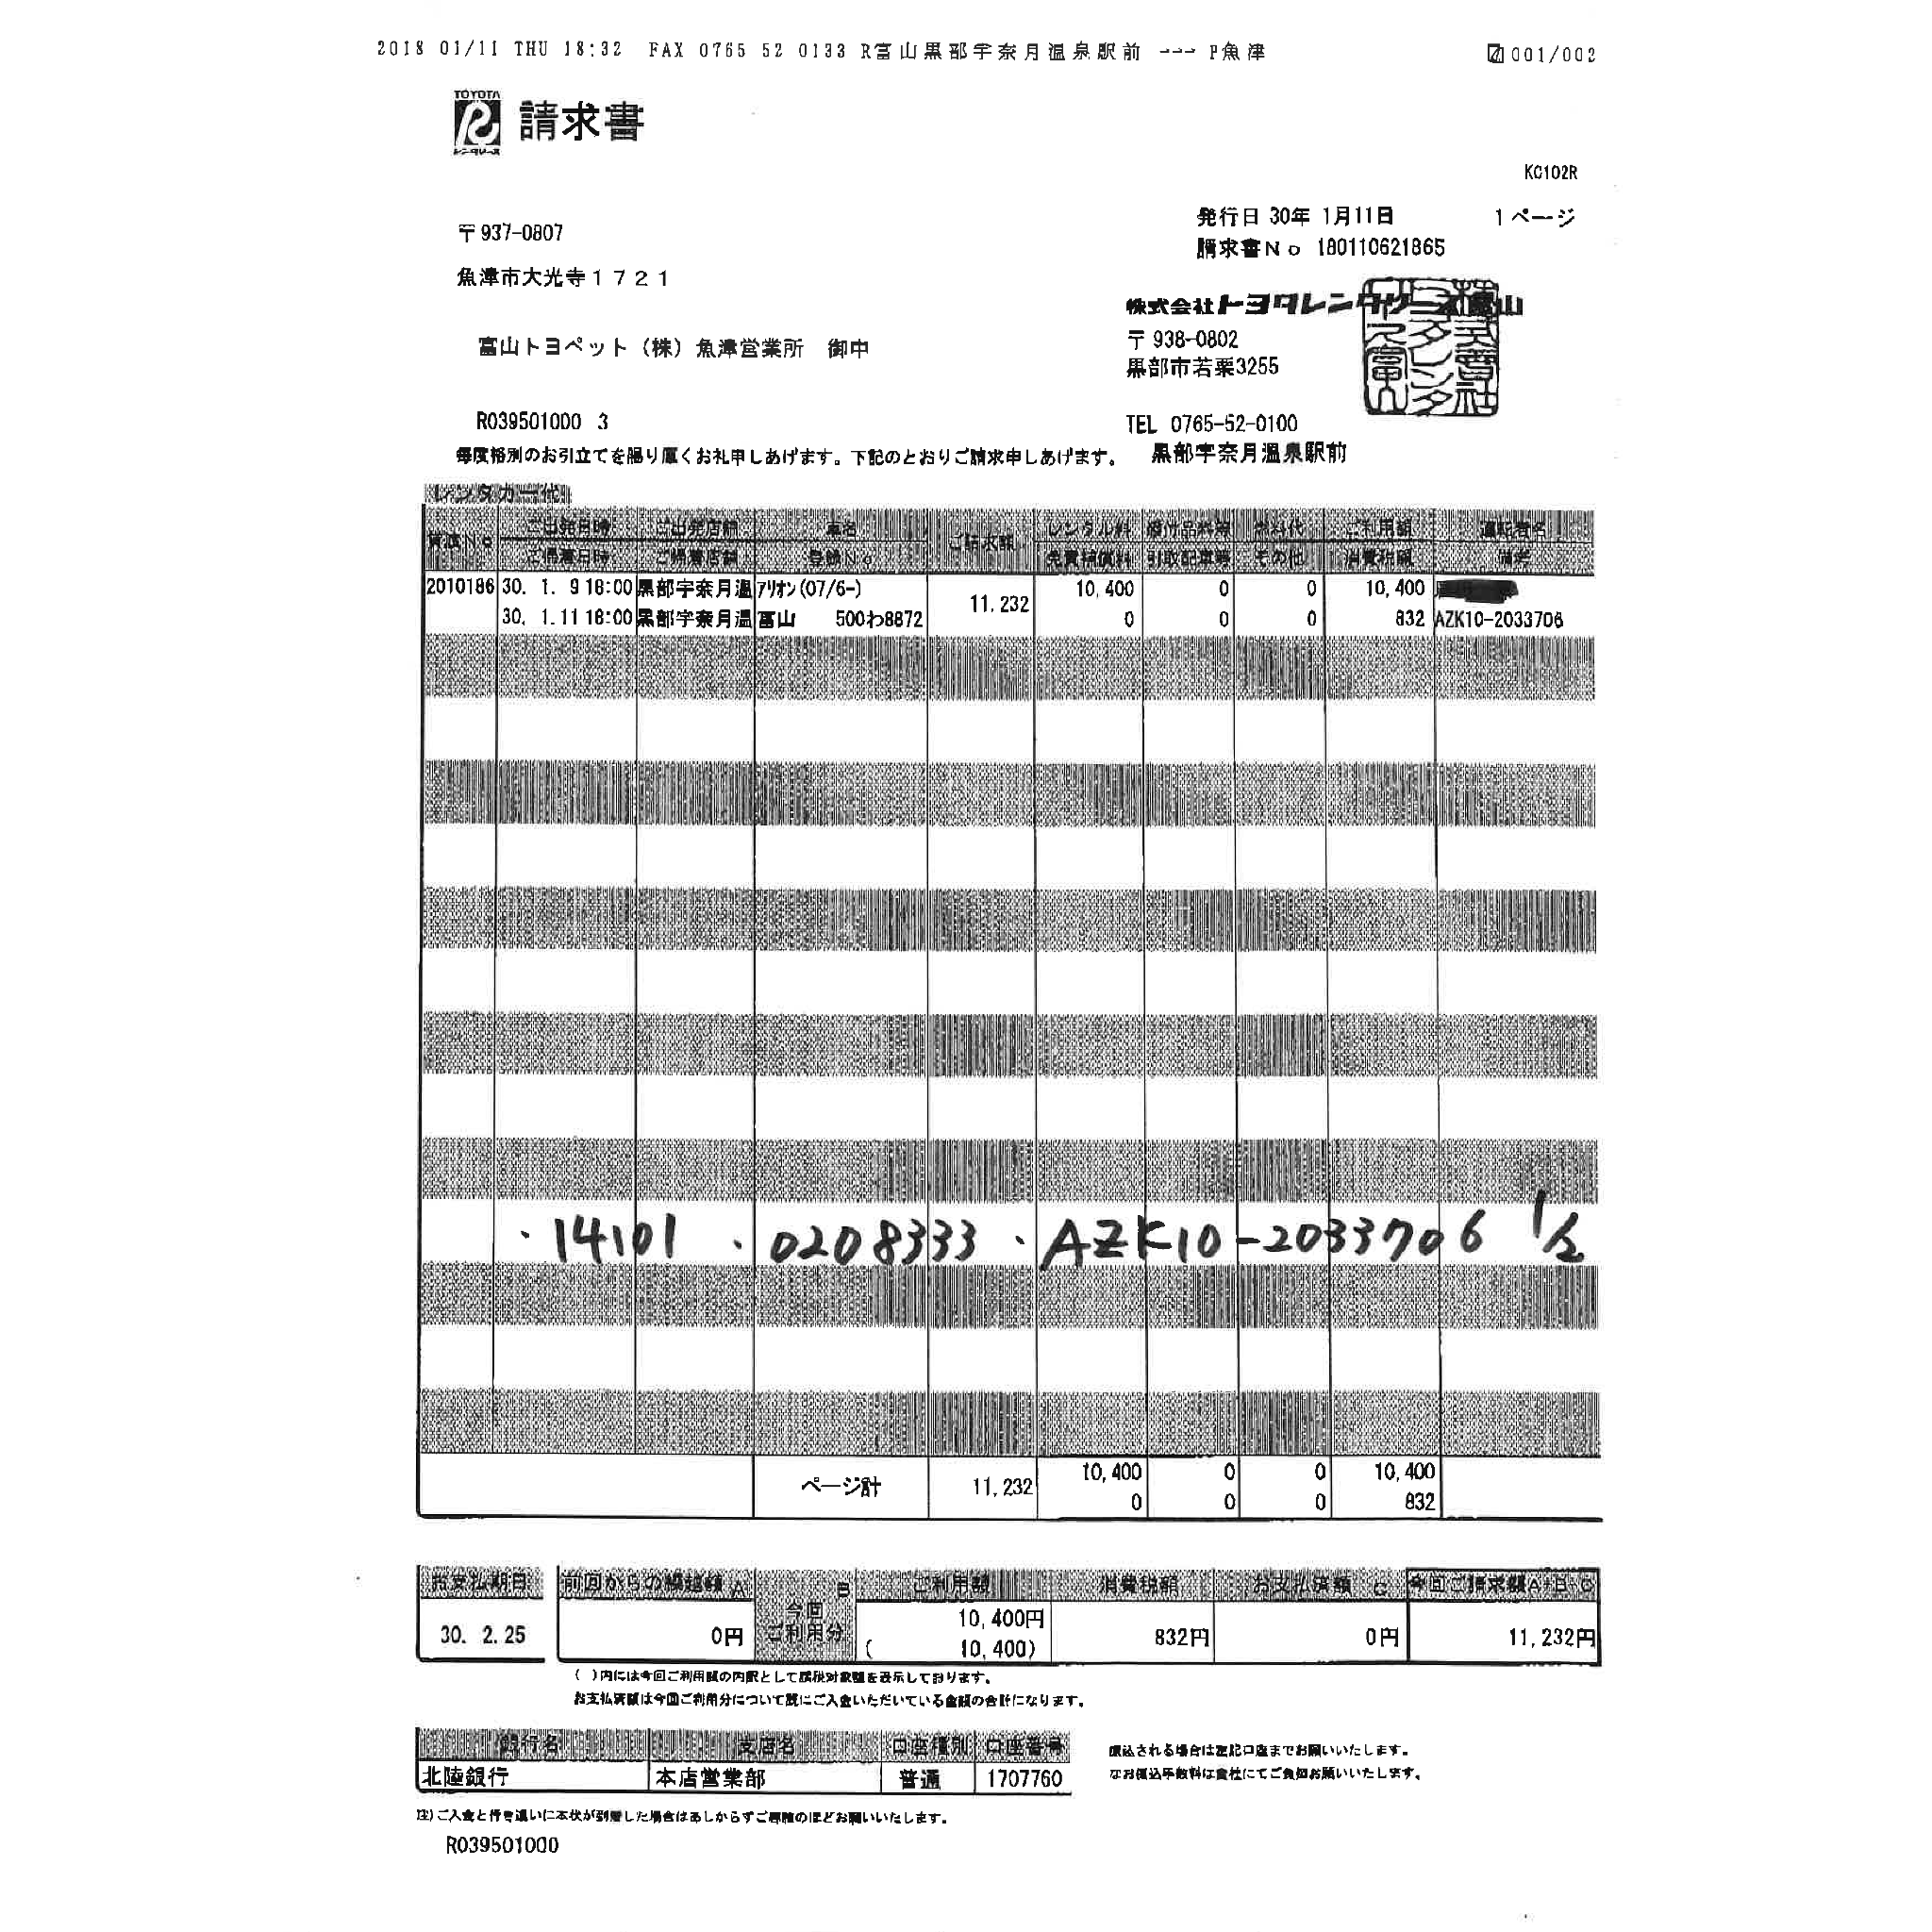 2018 01/11 THU 18:32 FAX 0765 52 0133 R富山黒部宇奈月温泉駅前 ---→ P魚津 001/002
TOYOTA
レンタリース
請求書
KC102R
発行日 30年 1月11日 1ページ
請求書No 180110621865
〒937-0807
魚津市大光寺1721
富山トヨペット（株）魚津営業所 御中
株式会社トヨタレンタリース富山
〒938-0802
黒部市若栗3255
R039501000 3
TEL 0765-52-0100
毎度格別のお引立てを賜り厚くお礼申しあげます。下記のとおりご請求申しあげます。 黒部宇奈月温泉駅前
レンタカー代
ご出発日時 ご出発店舗 車名 レンタル料 燃料代 ご利用額 運転者名
ご請求額
ご帰着日時 ご帰着店舗 登録No 免責補償料 引取配車等 その他 消費税額 備考
2010186 30. 1. 9 18:00 黒部宇奈月温 アリオン(07/6-) 11,232 10,400 0 0 10,400
30. 1.11 18:00 黒部宇奈月温 富山 500わ8872 0 0 0 832 AZK10-2033706
・14101 ・0208333・AZK10-2033706 1/2
ページ計 11,232 10,400 0 0 10,400
0 0 0 832
お支払期日 前回からの繰越額 A 今回ご利用分 B ご利用額 消費税額 お支払済額 C 今回ご請求額A+B-C
30. 2.25 0円 10,400円 832円 0円 11,232円
( 10,400)
( )内には今回ご利用額の内訳として課税対象額を表示しております。
お支払済額は今回ご利用分について既にご入金いただいている金額の合計になります。
銀行名 支店名 口座種別 口座番号
北陸銀行 本店営業部 普通 1707760
振込される場合は左記口座までお願いいたします。
なお振込手数料は貴社にてご負担お願いいたします。
注)ご入金と行き違いに本状が到着した場合はあしからずご容赦のほどお願いいたします。
R039501000